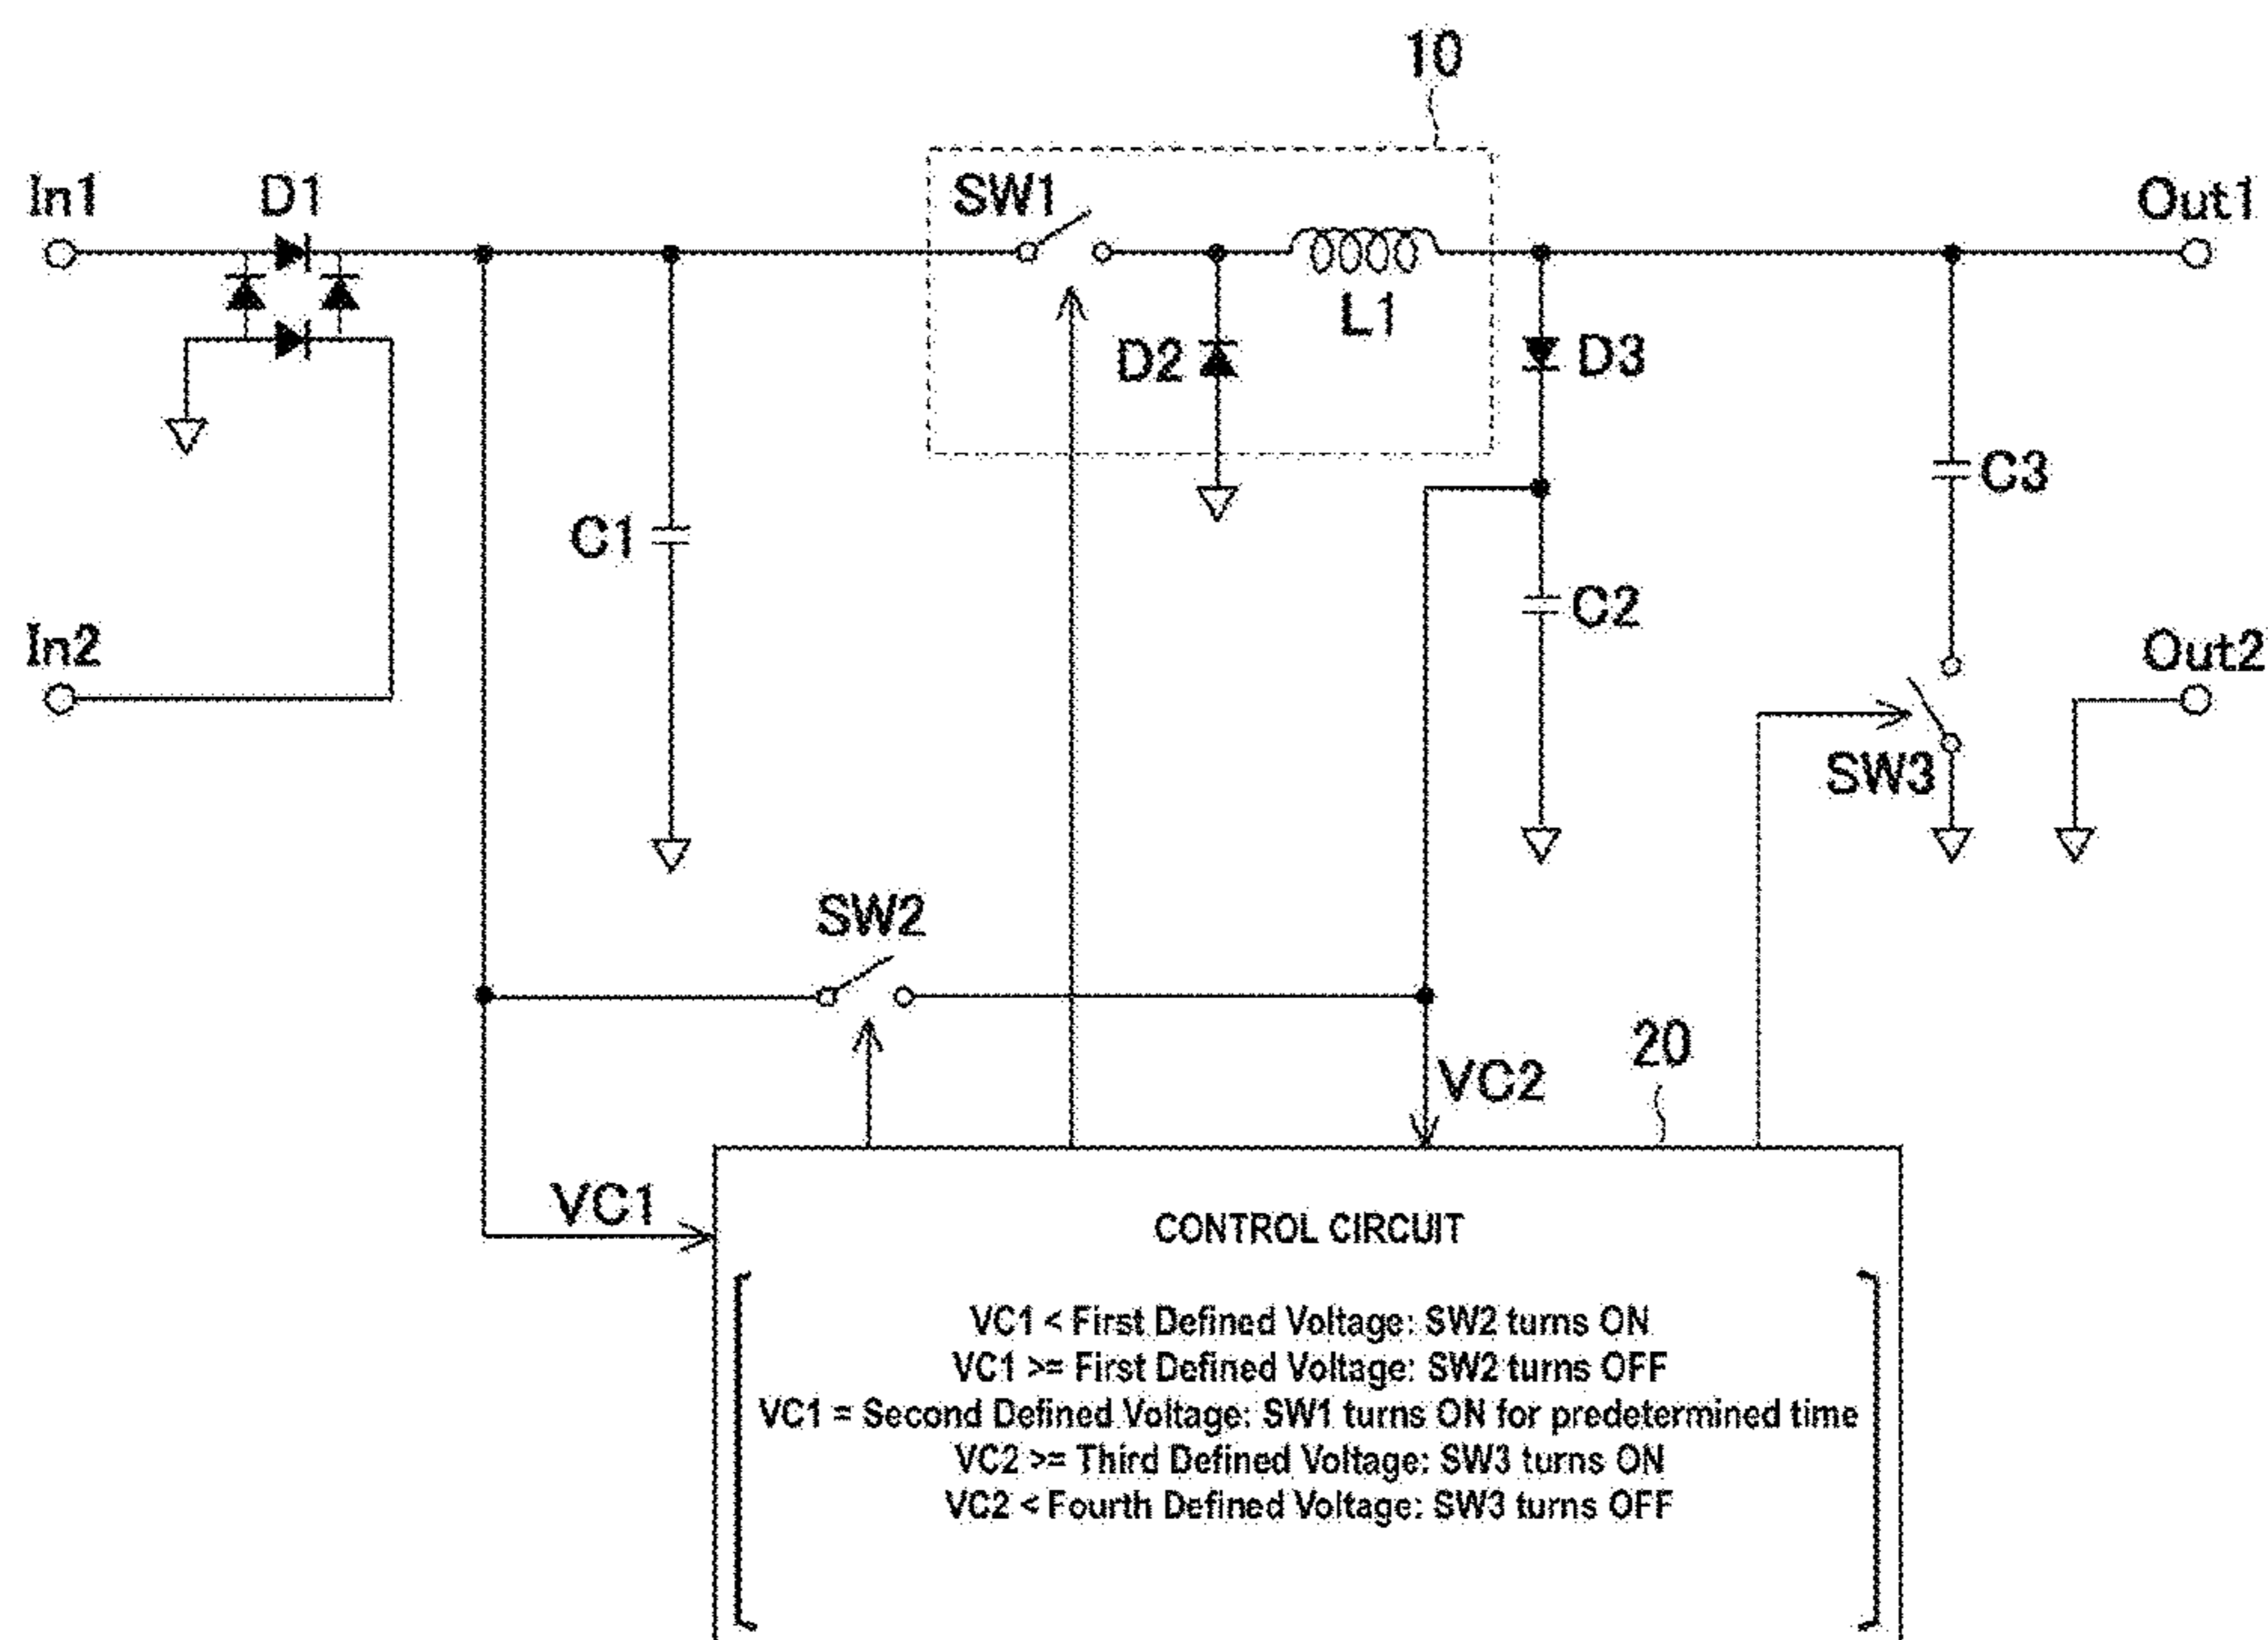 10
In1
D1
SW1
Out1
L1
D2
D3
C3
C1
C2
In2
Out2
SW3
SW2
20
VC2
VC1
CONTROL CIRCUIT
VC1 < First Defined Voltage: SW2 turns ON
VC1 >= First Defined Voltage: SW2 turns OFF
VC1 = Second Defined Voltage: SW1 turns ON for predetermined time
VC2 >= Third Defined Voltage: SW3 turns ON
VC2 < Fourth Defined Voltage: SW3 turns OFF